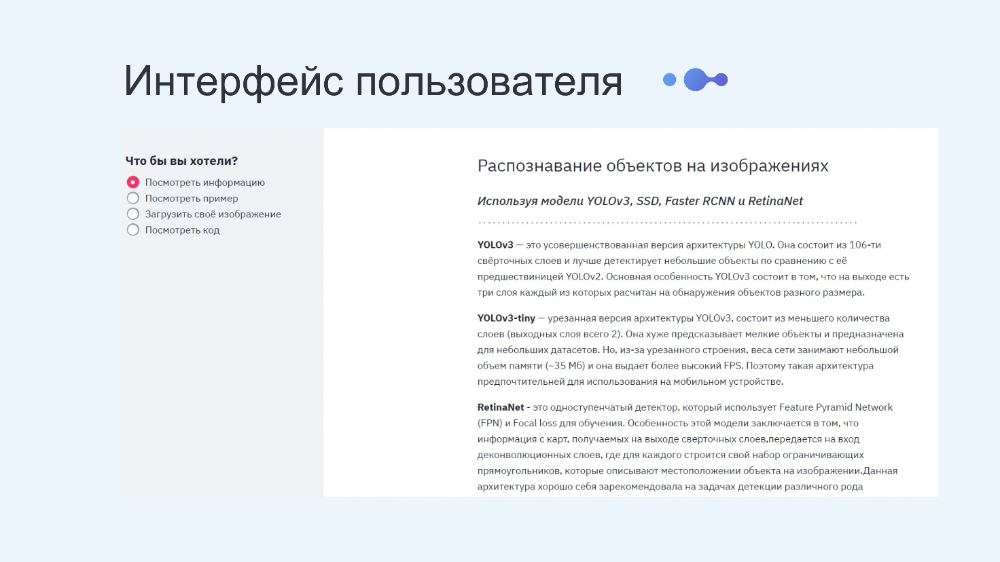 Интерфейс пользователя
Что бы вы хотели?
Посмотреть информацию
Посмотреть пример
Загрузить своё изображение
Посмотреть код
Распознавание объектов на изображениях
Используя модели YOLOv3, SSD, Faster RCNN и RetinaNet
................................................................................
YOLOv3 — это усовершенствованная версия архитектуры YOLO. Она состоит из 106-ти
свёрточных слоев и лучше детектирует небольшие объекты по сравнению с её
предшествиницей YOLOv2. Основная особенность YOLOv3 состоит в том, что на выходе есть
три слоя каждый из которых расчитан на обнаружения объектов разного размера.
YOLOv3-tiny — урезанная версия архитектуры YOLOv3, состоит из меньшего количества
слоев (выходных слоя всего 2). Она хуже предсказывает мелкие объекты и предназначена
для небольших датасетов. Но, из-за урезанного строения, веса сети занимают небольшой
объем памяти (~35 Мб) и она выдает более высокий FPS. Поэтому такая архитектура
предпочтительней для использования на мобильном устройстве.
RetinaNet - это одноступенчатый детектор, который использует Feature Pyramid Network
(FPN) и Focal loss для обучения. Особенность этой модели заключается в том, что
информация с карт, получаемых на выходе сверточных слоев,передается на вход
деконволюционных слоев, где для каждого строится свой набор ограничивающих
прямоугольников, которые описывают местоположении объекта на изображении.Данная
архитектура хорошо себя зарекомендовала на задачах детекции различного рода